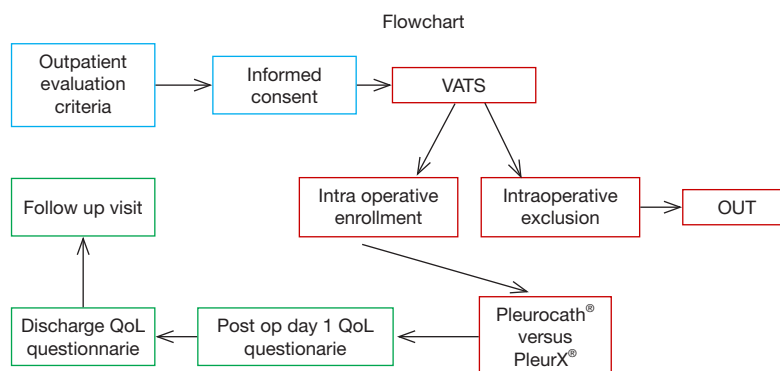 Flowchart
Outpatient
evaluation
criteria
Informed
consent
VATS
Intra operative
enrollment
Intraoperative
exclusion
OUT
Pleurocath®
versus
PleurX®
Post op day 1 QoL
questionarie
Discharge QoL
questionnarie
Follow up visit